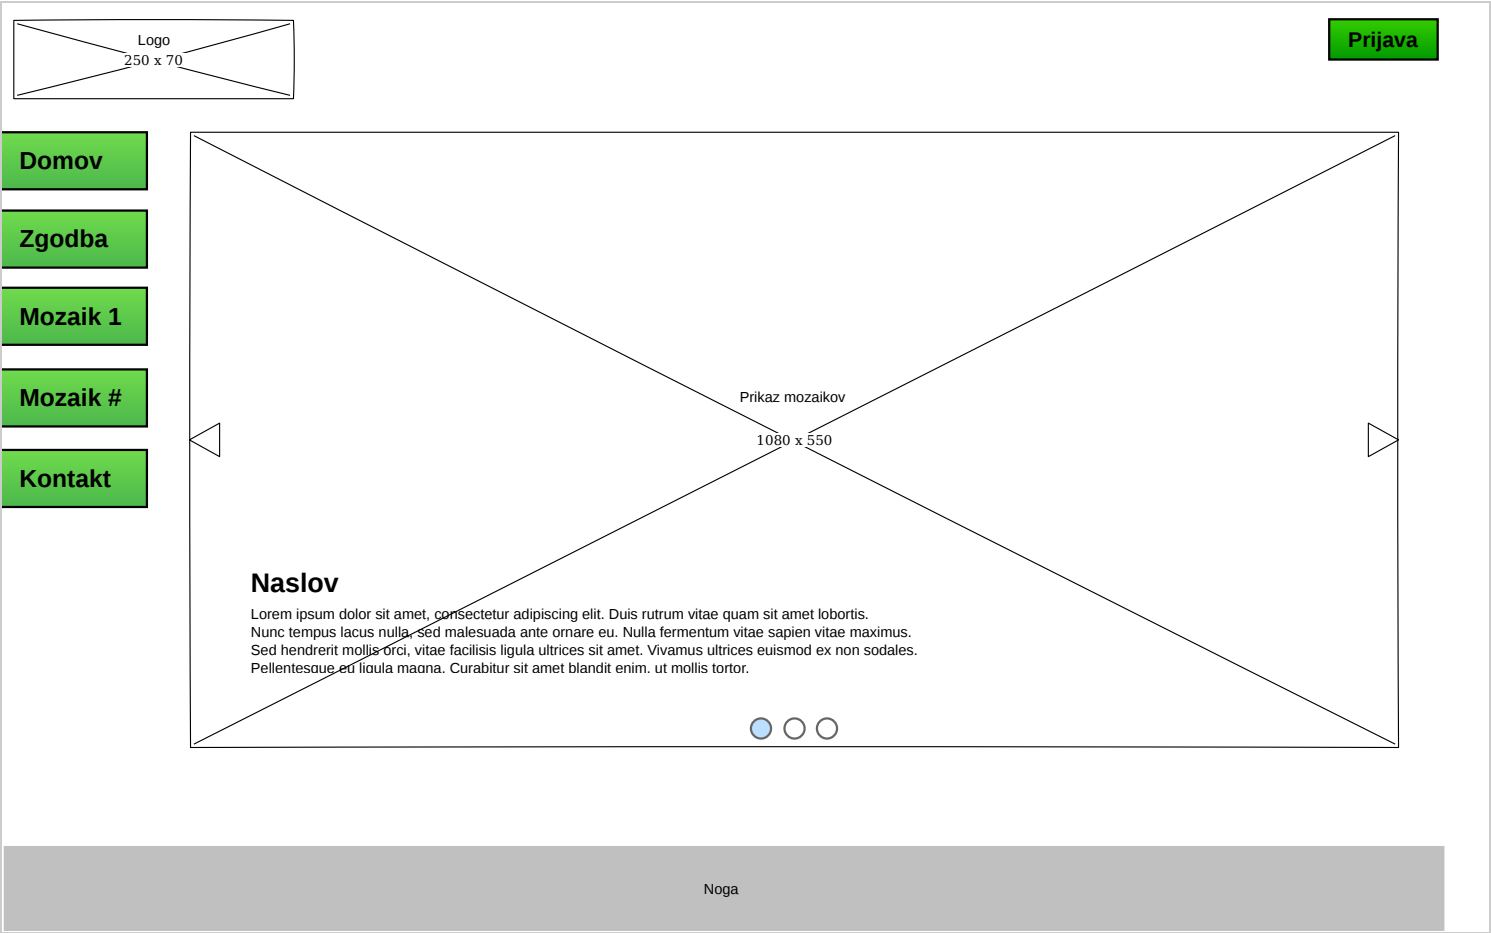 Logo
250 x 70
Prijava
Domov
Zgodba
Mozaik 1
Mozaik #
Kontakt
Prikaz mozaikov
1080 x 550
Naslov
Lorem ipsum dolor sit amet, consectetur adipiscing elit. Duis rutrum vitae quam sit amet lobortis.
Nunc tempus lacus nulla, sed malesuada ante ornare eu. Nulla fermentum vitae sapien vitae maximus.
Sed hendrerit mollis orci, vitae facilisis ligula ultrices sit amet. Vivamus ultrices euismod ex non sodales.
Pellentesque eu ligula magna. Curabitur sit amet blandit enim, ut mollis tortor.
Noga